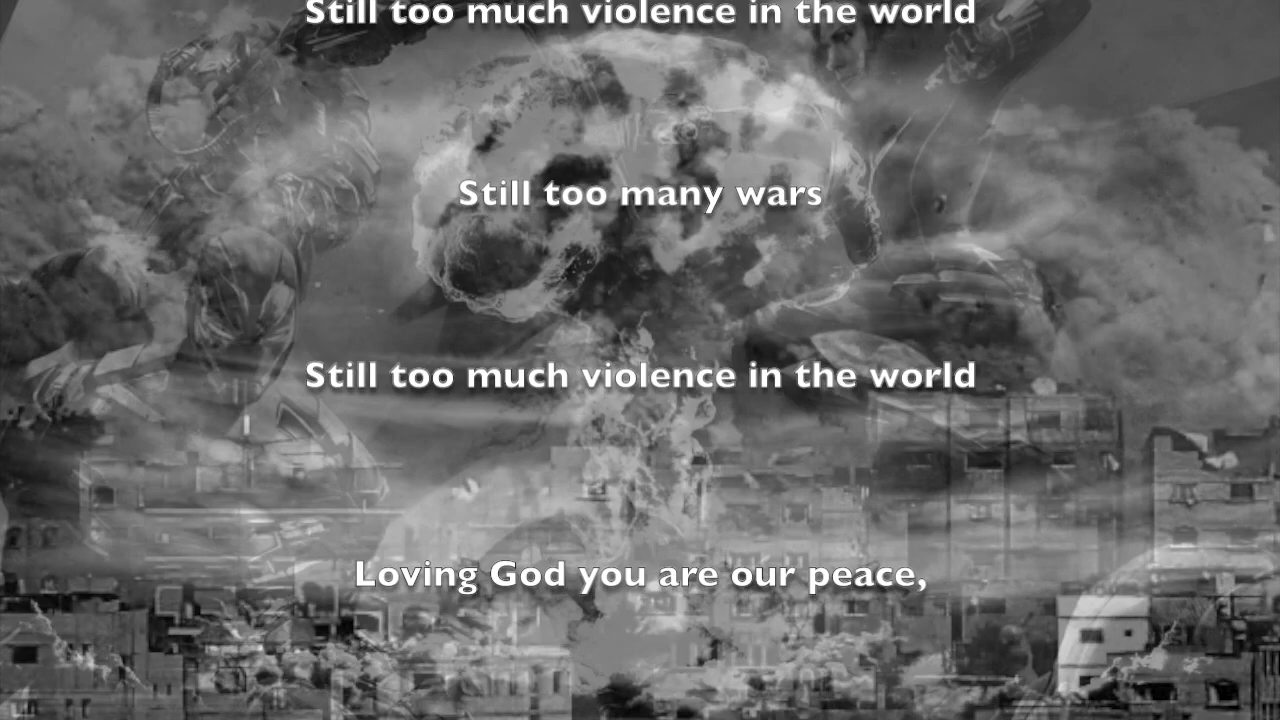 Still too much violence in the world
Still too many wars
Still too much violence in the world
Loving God you are our peace,